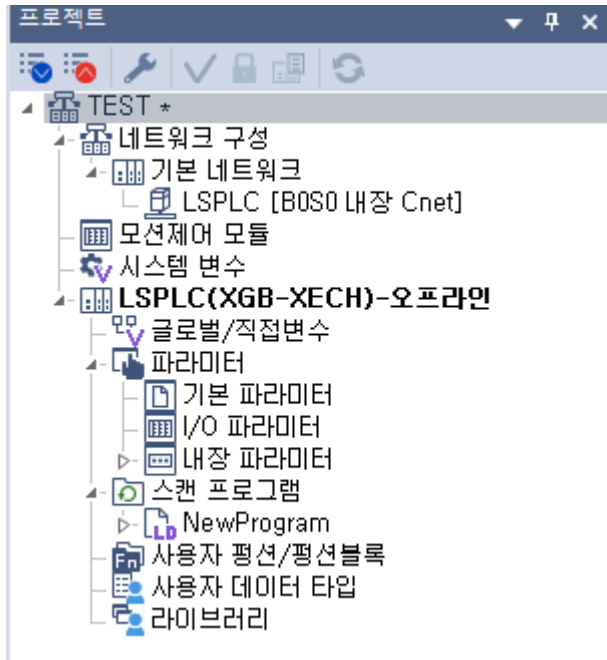 프로젝트
TEST *
네트워크 구성
기본 네트워크
LSPLC [B0S0 내장 Cnet]
모션제어 모듈
시스템 변수
LSPLC(XGB-XECH)-오프라인
글로벌/직접변수
파라미터
기본 파라미터
I/O 파라미터
내장 파라미터
스캔 프로그램
NewProgram
사용자 펑션/펑션블록
사용자 데이터 타입
라이브러리